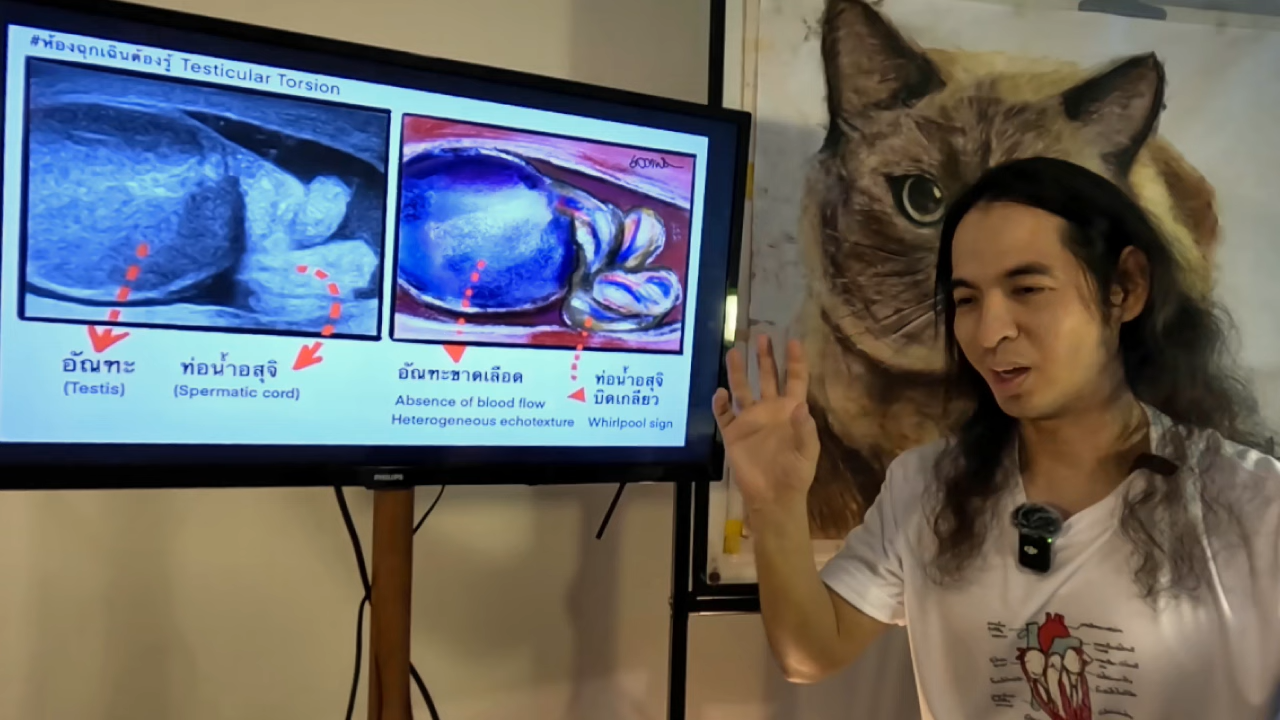 #ห้องฉุกเฉินต้องรู้ Testicular Torsion
อัณฑะ
(Testis)
ท่อน้ำอสุจิ
(Spermatic cord)
อัณฑะขาดเลือด
Absence of blood flow
Heterogeneous echotexture
ท่อน้ำอสุจิ
บิดเกลียว
Whirlpool sign
PHILIPS